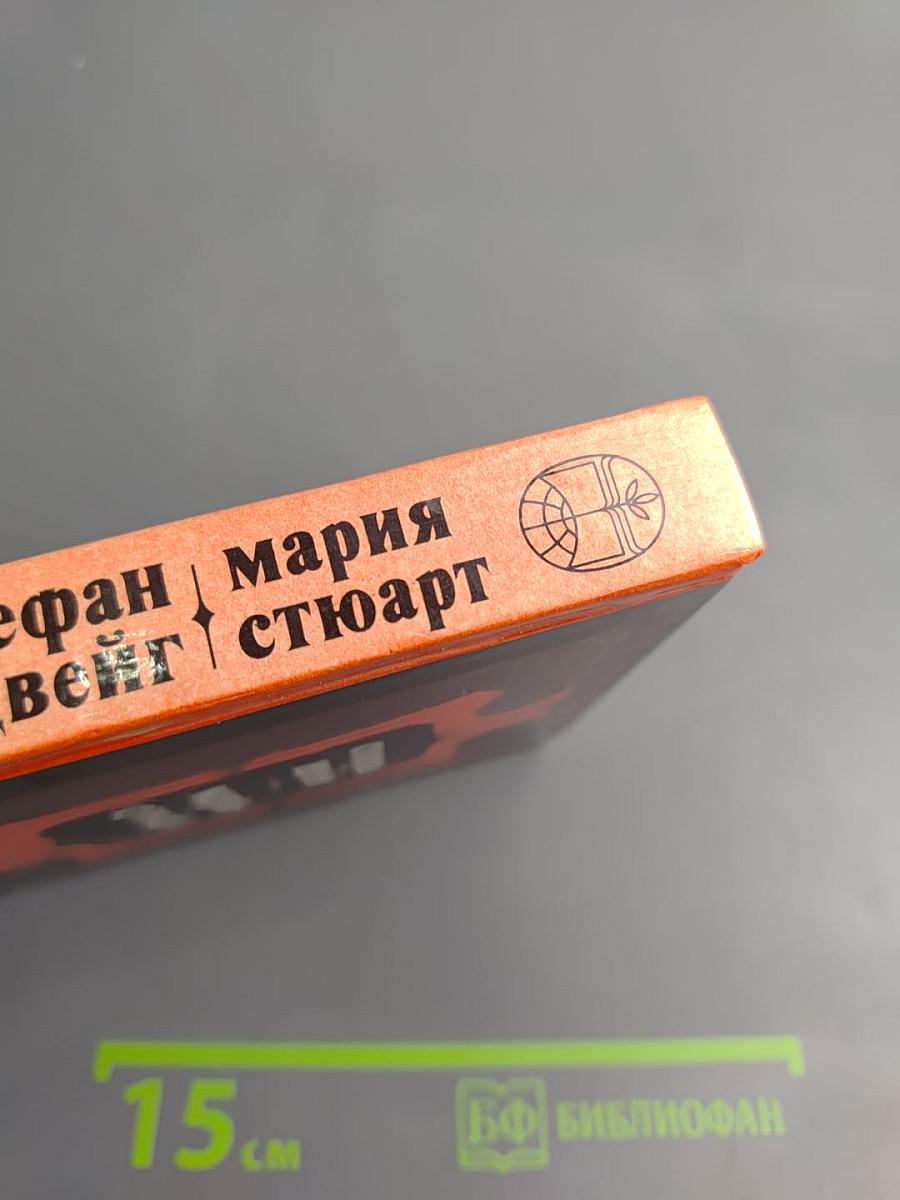 ефан
вейг
мария
стюарт
15 см
БФ БИБЛИОФАН